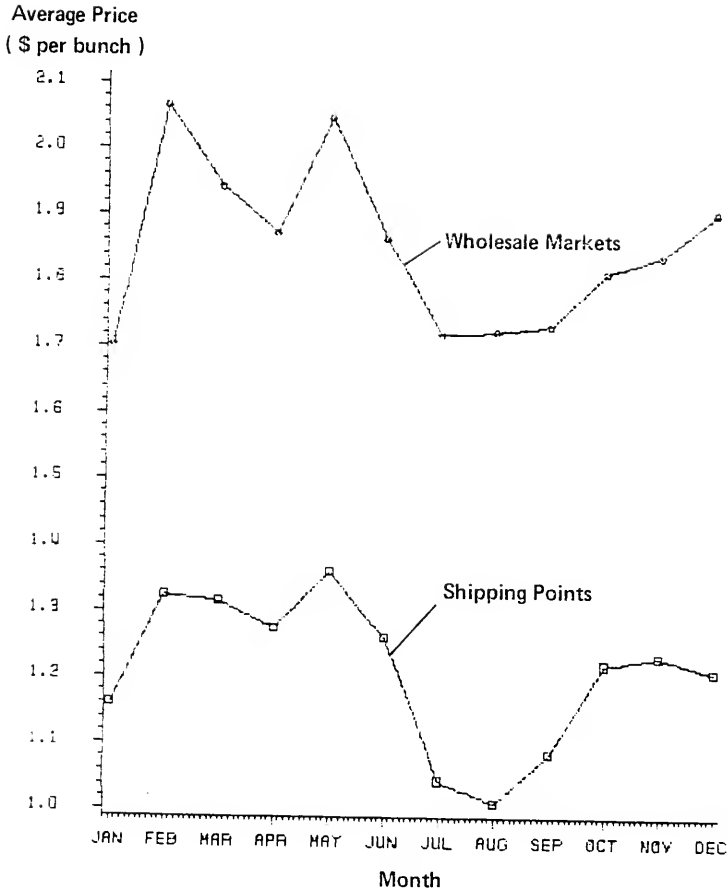 Average Price
( $ per bunch )
2.1
2.0
1.9
1.8
1.7
1.6
1.5
1.4
1.3
1.2
1.1
1.0
Wholesale Markets
Shipping Points
JAN FEB MAR APR MAY JUN JUL AUG SEP OCT NOV DEC
Month